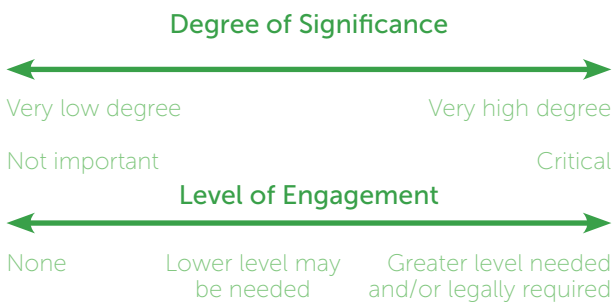 Degree of Significance
Very low degree Very high degree
Not important Critical
Level of Engagement
None Lower level may Greater level needed
be needed and/or legally required